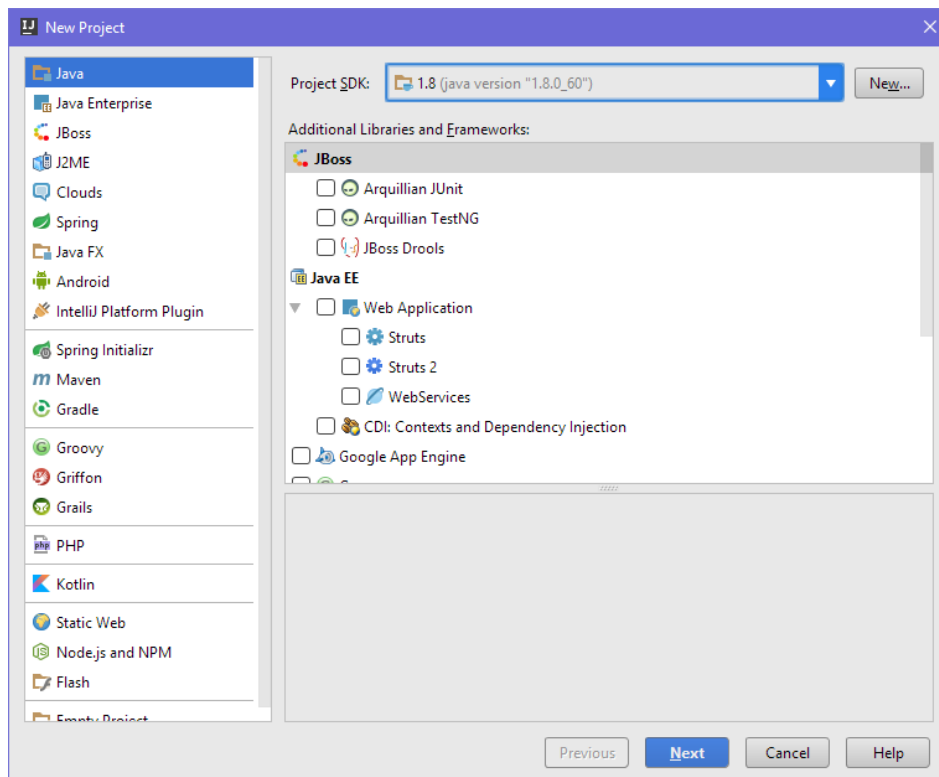 New Project
Java
Java Enterprise
JBoss
J2ME
Clouds
Spring
Java FX
Android
IntelliJ Platform Plugin
Spring Initializr
Maven
Gradle
Groovy
Griffon
Grails
PHP
Kotlin
Static Web
Node.js and NPM
Flash
Empty Project
Project SDK: 1.8 (java version "1.8.0_60") New...
Additional Libraries and Frameworks:
JBoss
Arquillian JUnit
Arquillian TestNG
JBoss Drools
Java EE
Web Application
Struts
Struts 2
WebServices
CDI: Contexts and Dependency Injection
Google App Engine
Previous Next Cancel Help